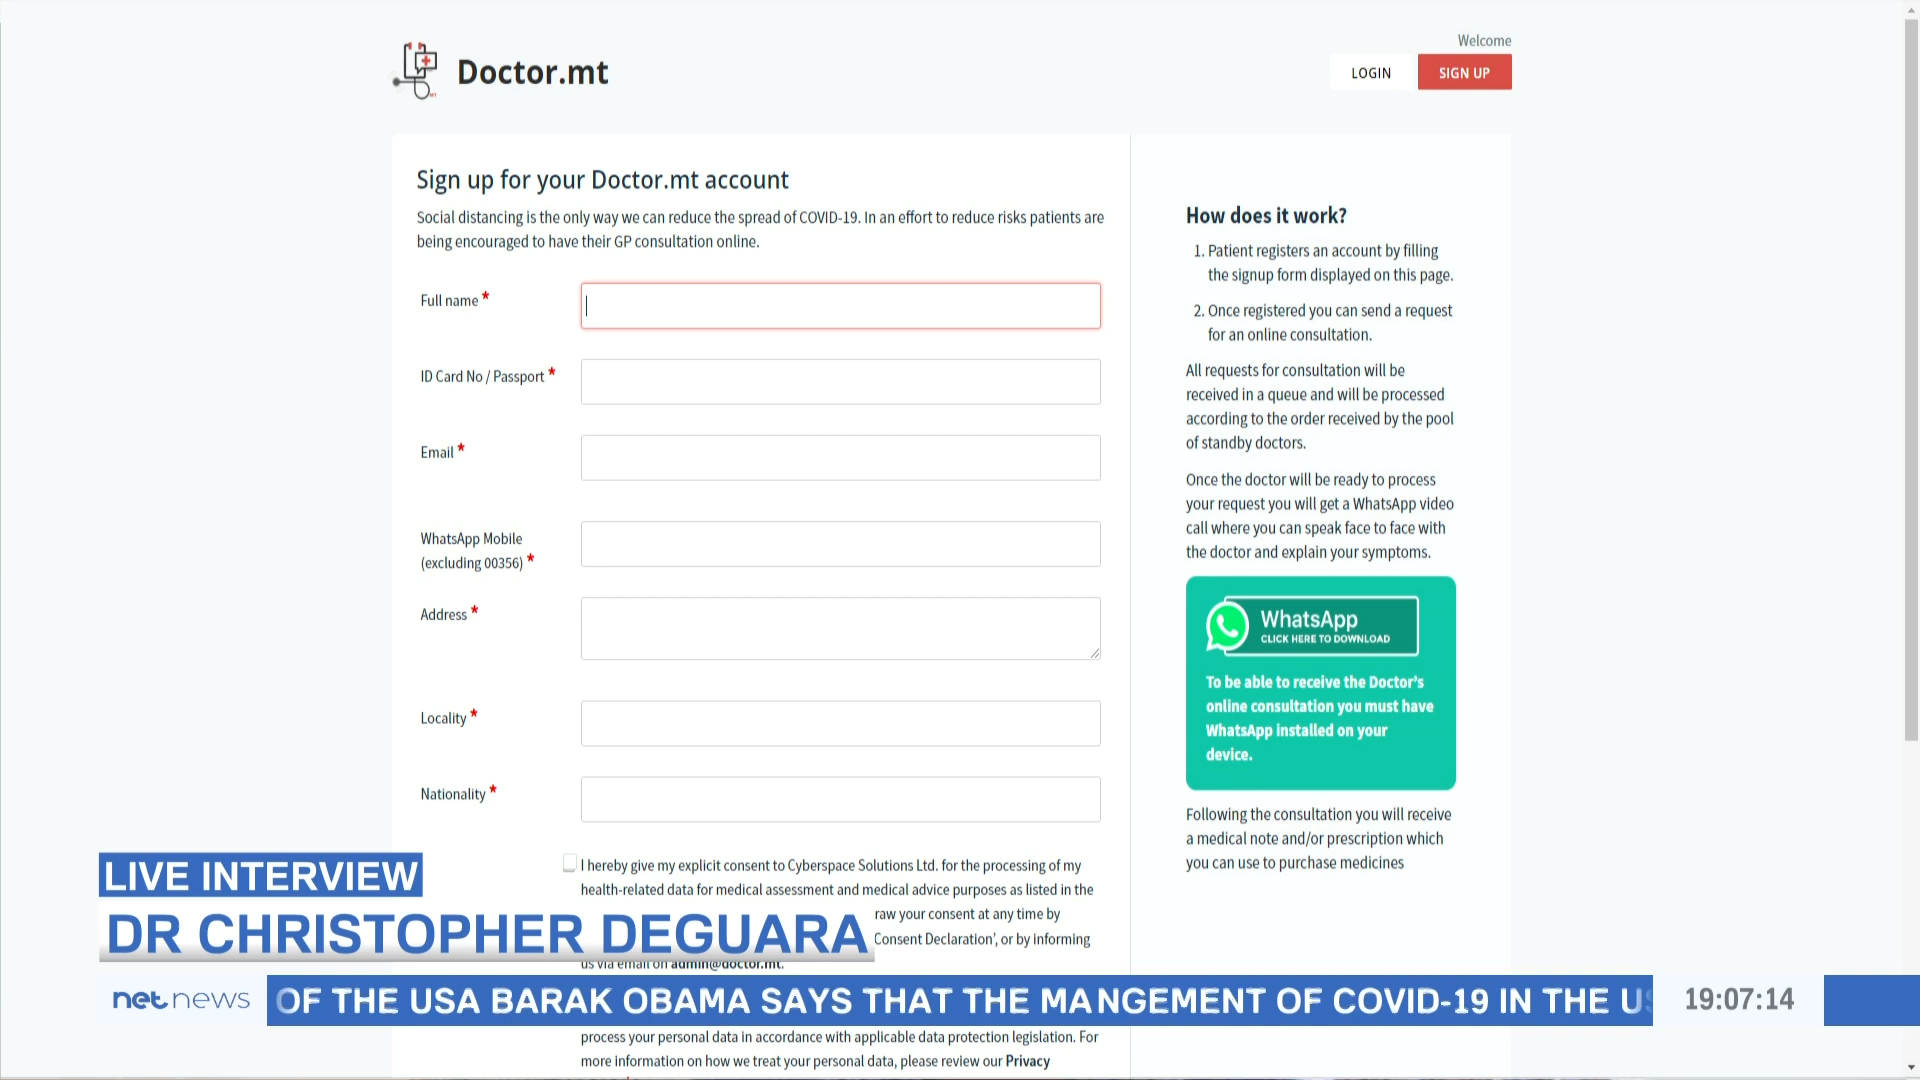 Doctor.mt
Welcome
LOGIN
SIGN UP
Sign up for your Doctor.mt account
Social distancing is the only way we can reduce the spread of COVID-19. In an effort to reduce risks patients are
being encouraged to have their GP consultation online.
Full name *
ID Card No / Passport *
Email *
WhatsApp Mobile
(excluding 00356) *
Address *
Locality *
Nationality *
I hereby give my explicit consent to Cyberspace Solutions Ltd. for the processing of my
health-related data for medical assessment and medical advice purposes as listed in the
raw your consent at any time by
Consent Declaration', or by informing
us via email on admin@doctor.mt.
process your personal data in accordance with applicable data protection legislation. For
more information on how we treat your personal data, please review our Privacy
How does it work?
1. Patient registers an account by filling
the signup form displayed on this page.
2. Once registered you can send a request
for an online consultation.
All requests for consultation will be
received in a queue and will be processed
according to the order received by the pool
of standby doctors.
Once the doctor will be ready to process
your request you will get a WhatsApp video
call where you can speak face to face with
the doctor and explain your symptoms.
WhatsApp
CLICK HERE TO DOWNLOAD
To be able to receive the Doctor's
online consultation you must have
WhatsApp installed on your
device.
Following the consultation you will receive
a medical note and/or prescription which
you can use to purchase medicines
LIVE INTERVIEW
DR CHRISTOPHER DEGUARA
net news
OF THE USA BARAK OBAMA SAYS THAT THE MANGEMENT OF COVID-19 IN THE US
19:07:14